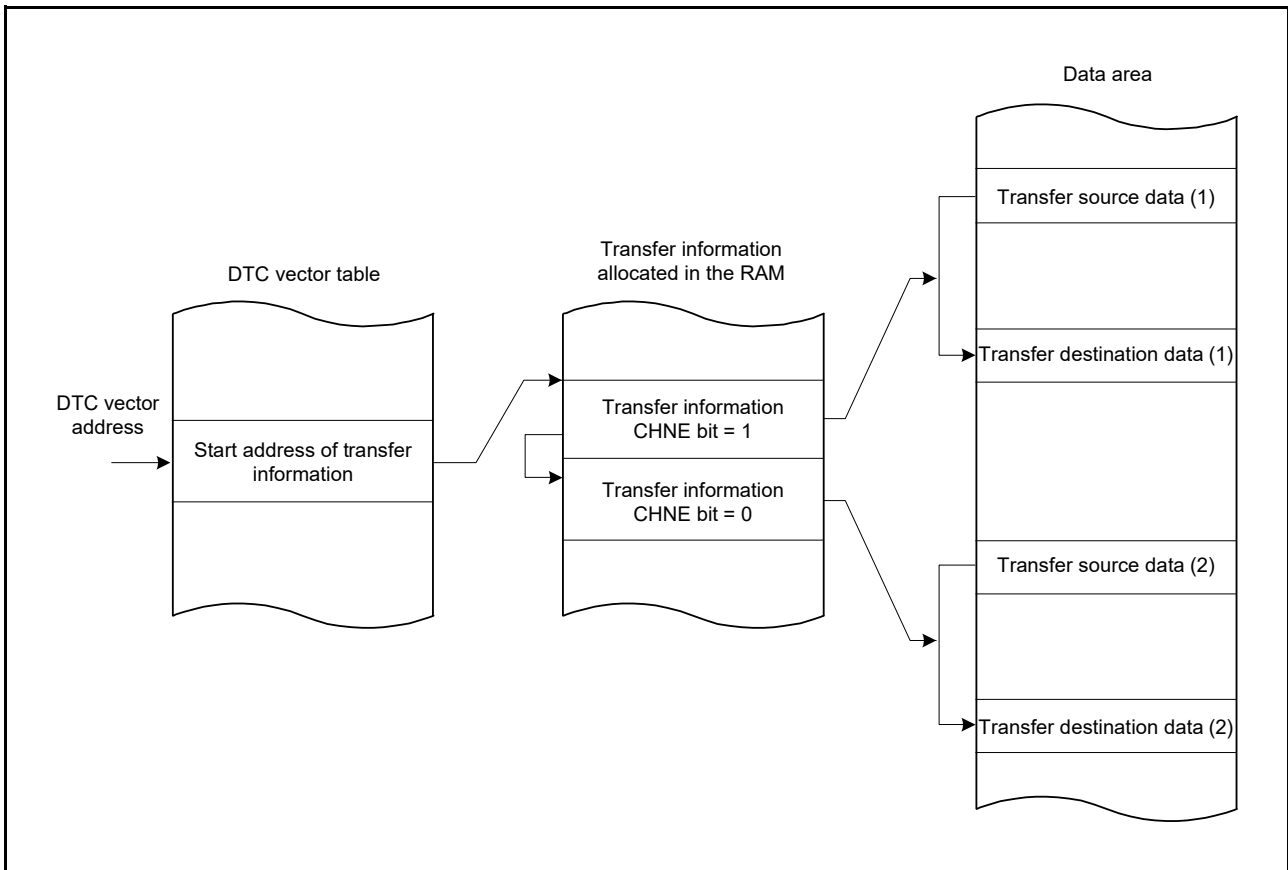 Data area
Transfer source data (1)
Transfer information
allocated in the RAM
DTC vector table
Transfer destination data (1)
DTC vector
address
Transfer information
CHNE bit = 1
Start address of transfer
information
Transfer information
CHNE bit = 0
Transfer source data (2)
Transfer destination data (2)